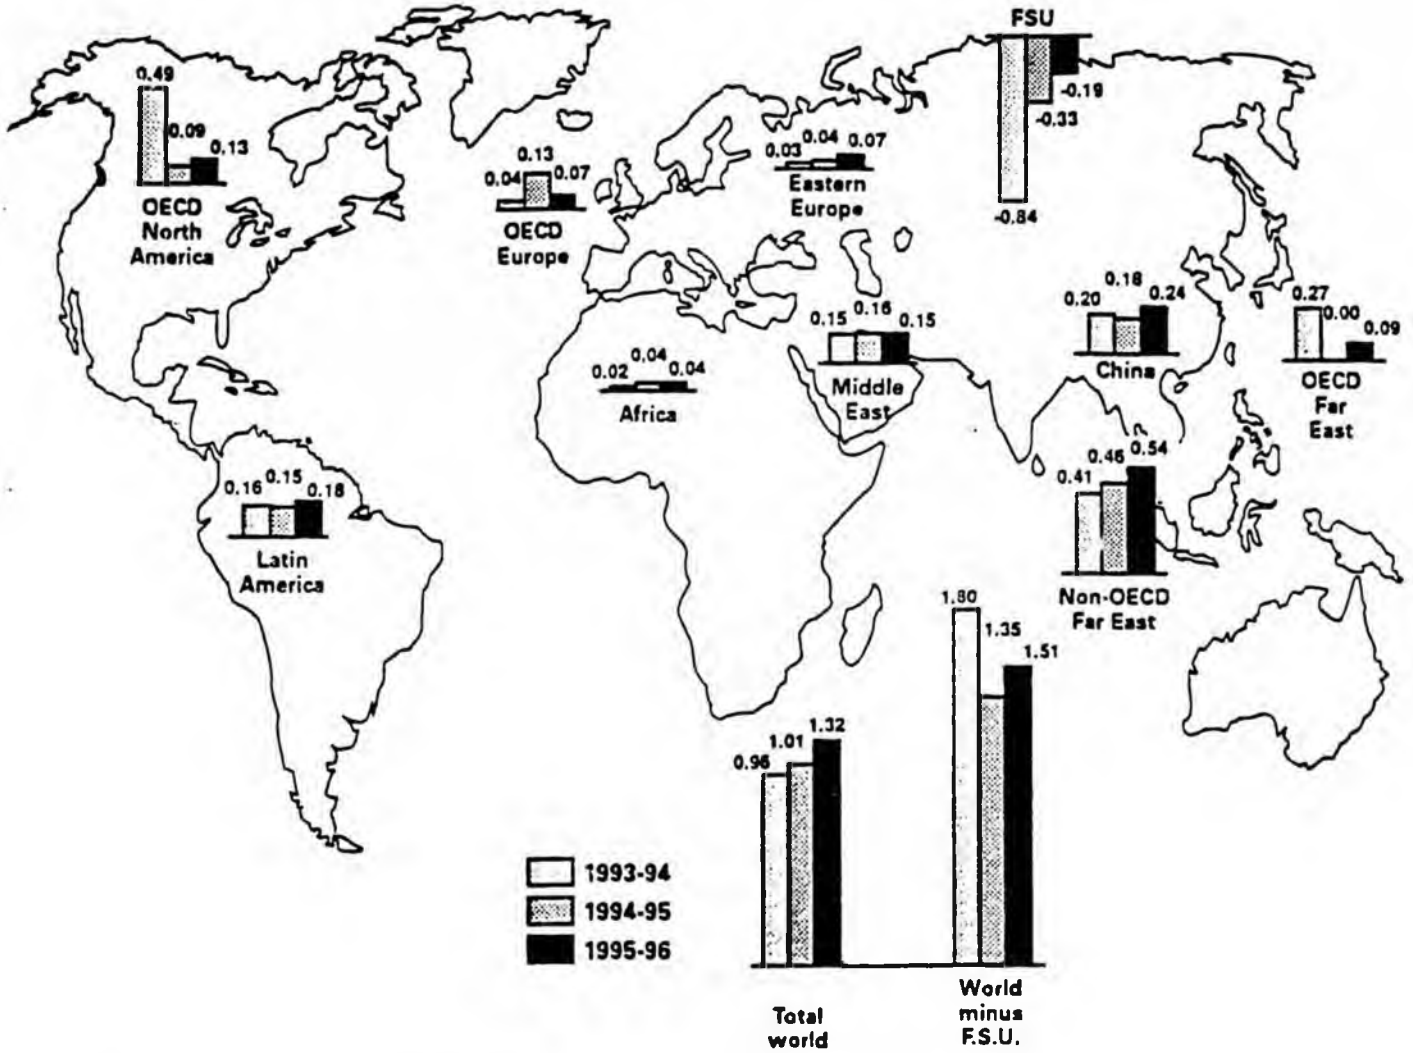 FSU
-0.19
-0.33
-0.84
0.49
0.09
0.13
OECD
North
America
0.04
0.13
0.07
OECD
Europe
0.03
0.04
0.07
Eastern
Europe
0.20
0.18
0.24
China
0.27
0.00
0.09
OECD
Far
East
0.15
0.16
0.15
Middle
East
0.02
0.04
0.04
Africa
0.41
0.46
0.54
Non-OECD
Far East
0.16
0.15
0.18
Latin
America
1.80
1.35
1.51
World
minus
F.S.U.
0.96
1.01
1.32
Total
world
1993-94
1994-95
1995-96